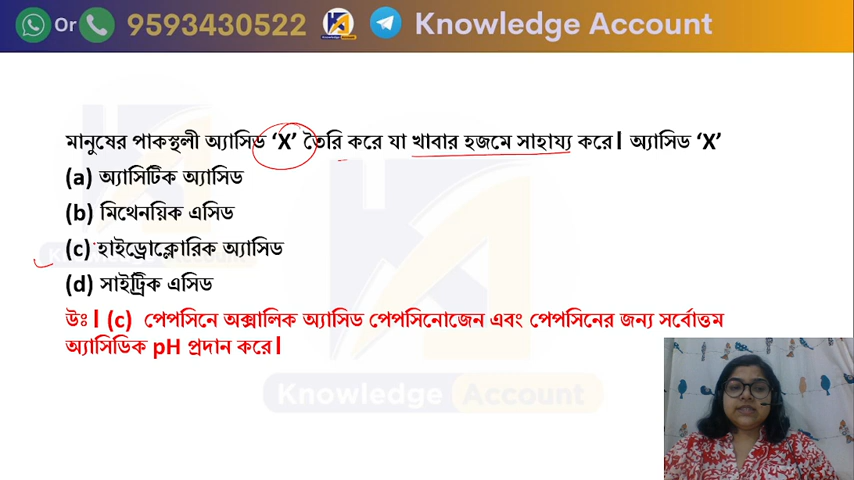 Or 9593430522 Knowledge Account
মানুষের পাকস্থলী অ্যাসিড ‘X’ তৈরি করে যা খাবার হজমে সাহায্য করে| অ্যাসিড ‘X’
(a) অ্যাসিটিক অ্যাসিড
(b) মিথেনয়িক এসিড
(c) হাইড্রোক্লোরিক অ্যাসিড
(d) সাইট্রিক এসিড
উঃ| (c) পেপসিনে অক্সালিক অ্যাসিড পেপসিনোজেন এবং পেপসিনের জন্য সর্বোত্তম
অ্যাসিডিক pH প্রদান করে|
Knowledge Account